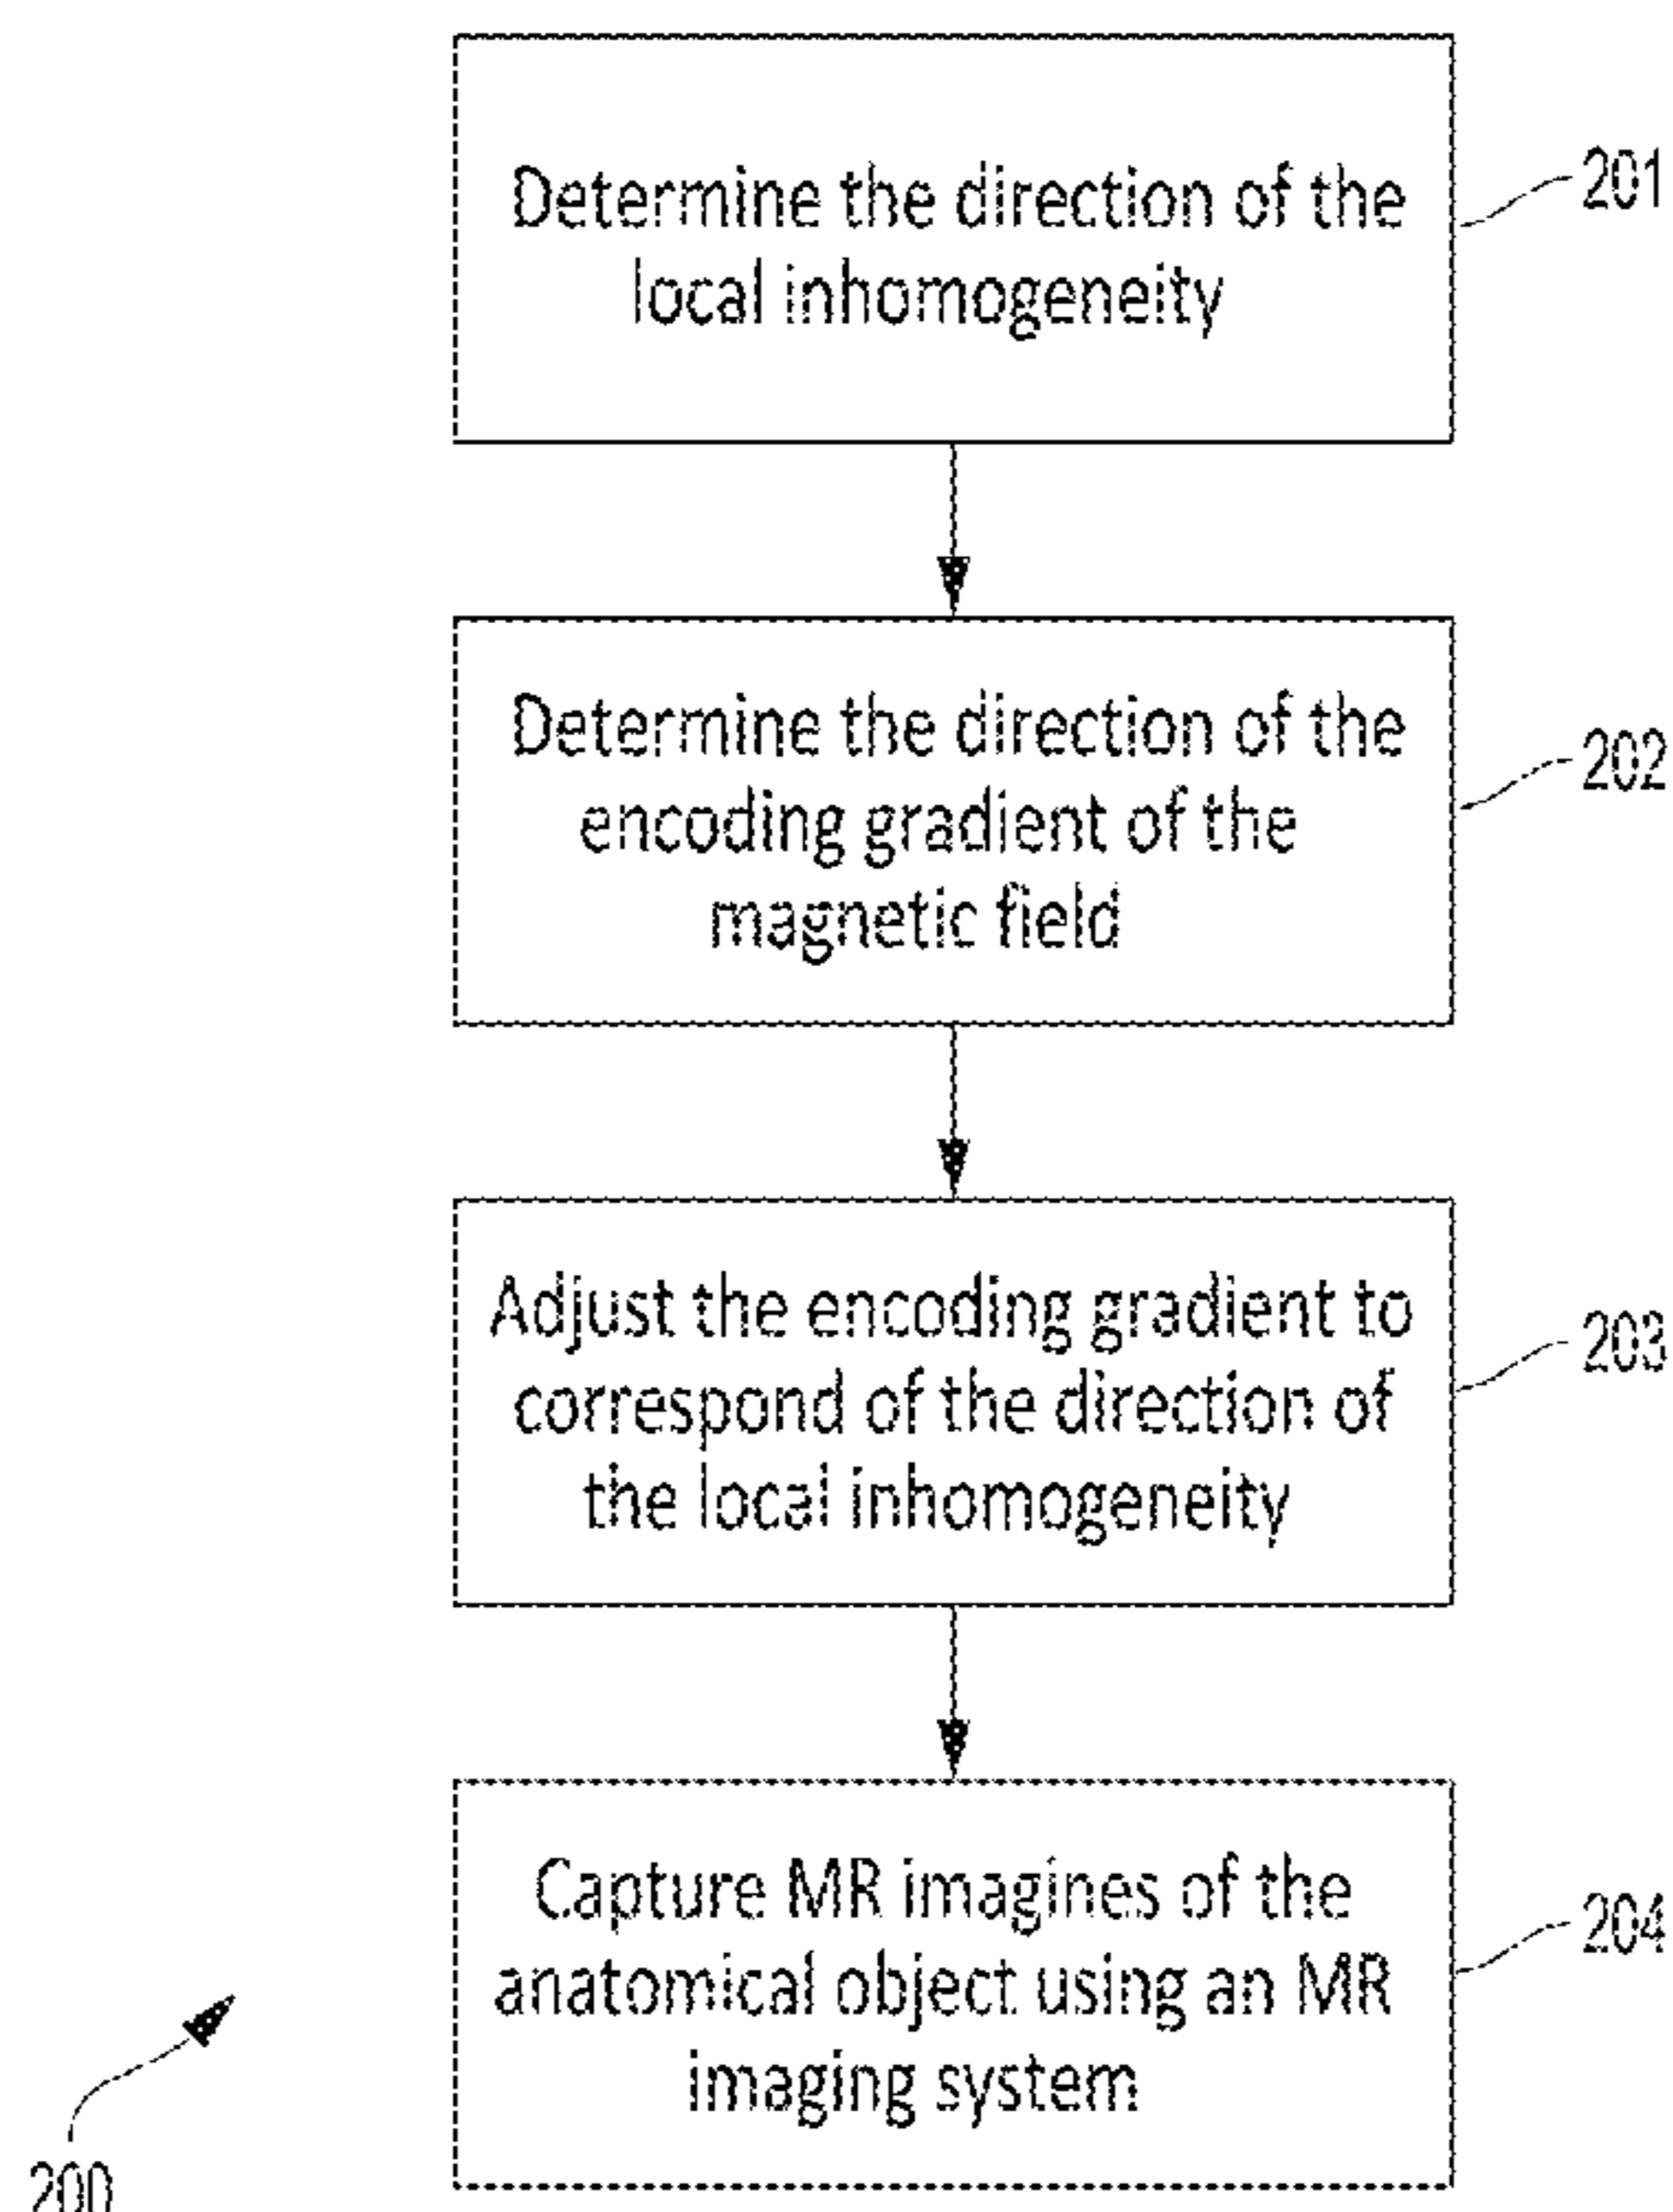 Determine the direction of the
local inhomogeneity
201
Determine the direction of the
encoding gradient of the
magnetic field
202
Adjust the encoding gradient to
correspond of the direction of
the local inhomogeneity
203
Capture MR imagines of the
anatomical object using an MR
imaging system
204
200